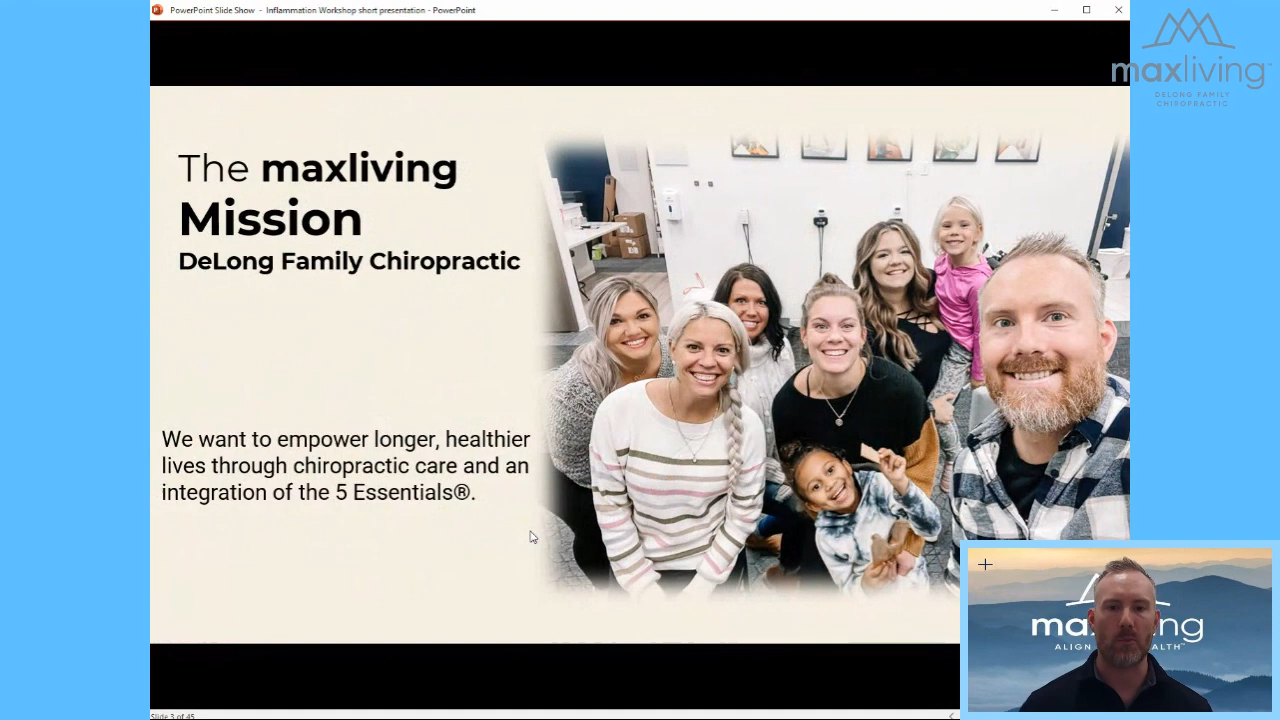 PowerPoint Slide Show - Inflammation Workshop short presentation - PowerPoint
maxliving
DELONG FAMILY
CHIROPRACTIC
The maxliving
Mission
DeLong Family Chiropractic
We want to empower longer, healthier
lives through chiropractic care and an
integration of the 5 Essentials®.
Slide 3 of 45